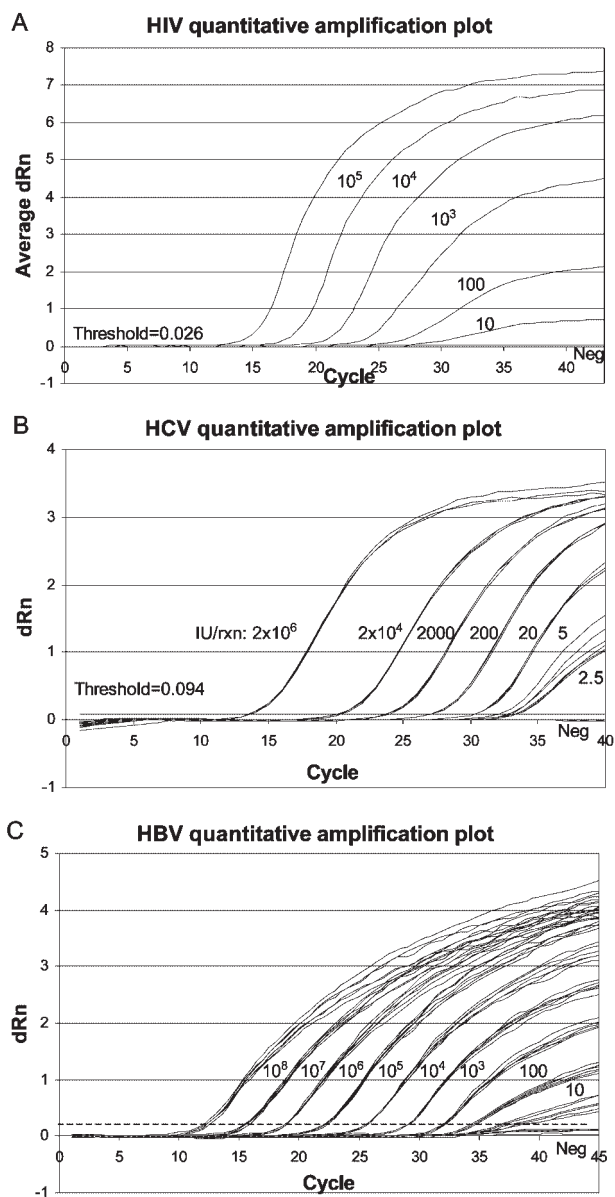 A
HIV quantitative amplification plot
8
7
6
5
4
3
2
1
0
-1
Average dRn
10⁵
10⁴
10³
100
10
Threshold=0.026
Neg
0 5 10 15 20 25 30 35 40
Cycle
B
HCV quantitative amplification plot
4
3
2
1
0
-1
dRn
IU/rxn: 2x10⁶ 2x10⁴ 2000 200 20 5
2.5
Threshold=0.094
Neg
0 5 10 15 20 25 30 35 40
Cycle
C
HBV quantitative amplification plot
5
4
3
2
1
0
-1
dRn
10⁸ 10⁷ 10⁶ 10⁵ 10⁴ 10³ 100
10
Neg
0 5 10 15 20 25 30 35 40 45
Cycle